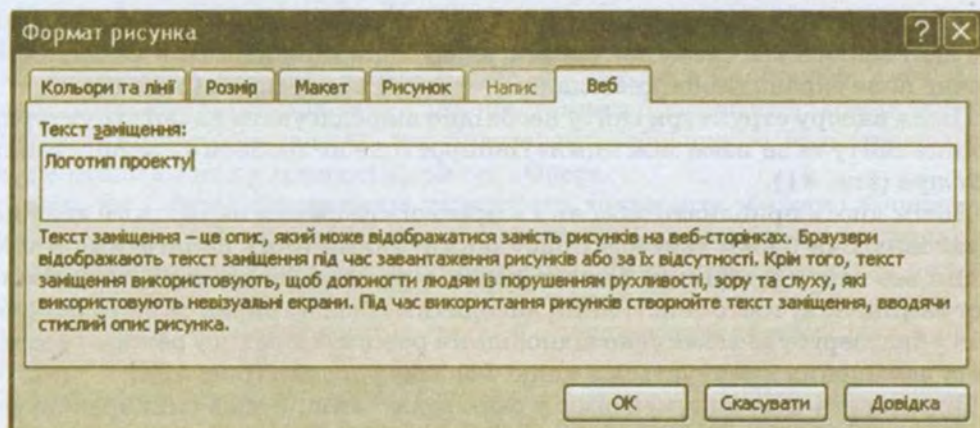 Формат рисунка
Кольори та лінії Розмір Макет Рисунок Напис Веб
Текст заміщення:
Логотип проекту
Текст заміщення – це опис, який може відображатися замість рисунків на веб-сторінках. Браузери
відображають текст заміщення під час завантаження рисунків або за їх відсутності. Крім того, текст
заміщення використовують, щоб допомогти людям із порушенням рухливості, зору та слуху, які
використовують невізуальні екрани. Під час використання рисунків створюйте текст заміщення, вводячи
стислий опис рисунка.
ОК Скасувати Довідка